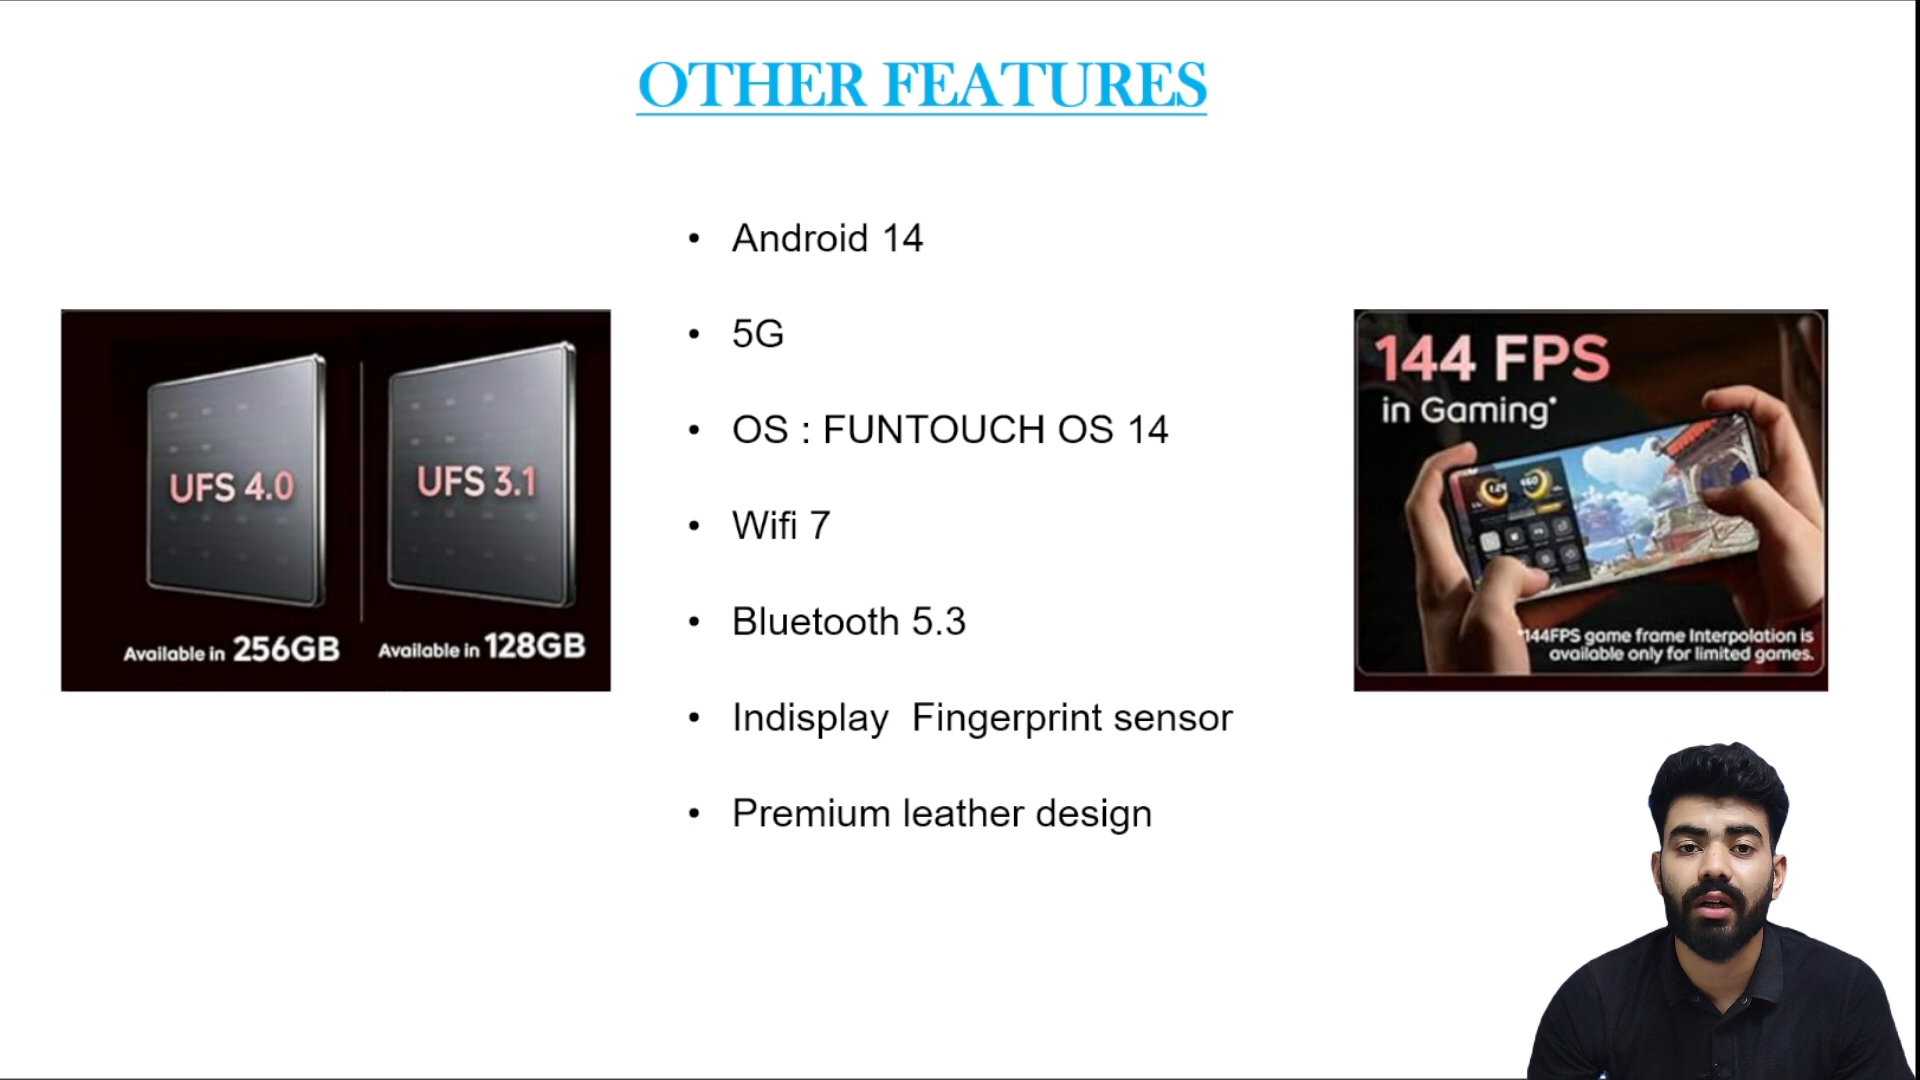 OTHER FEATURES
• Android 14
• 5G
• OS : FUNTOUCH OS 14
• Wifi 7
• Bluetooth 5.3
• Indisplay  Fingerprint sensor
• Premium leather design
UFS 4.0
UFS 3.1
Available in 256GB
Available in 128GB
144 FPS
in Gaming*
*144FPS game frame Interpolation is
available only for limited games.